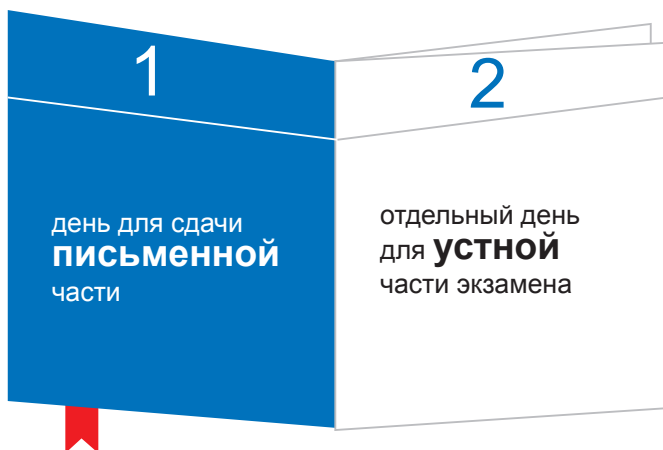 1
день для сдачи
письменной
части
2
отдельный день
для устной
части экзамена